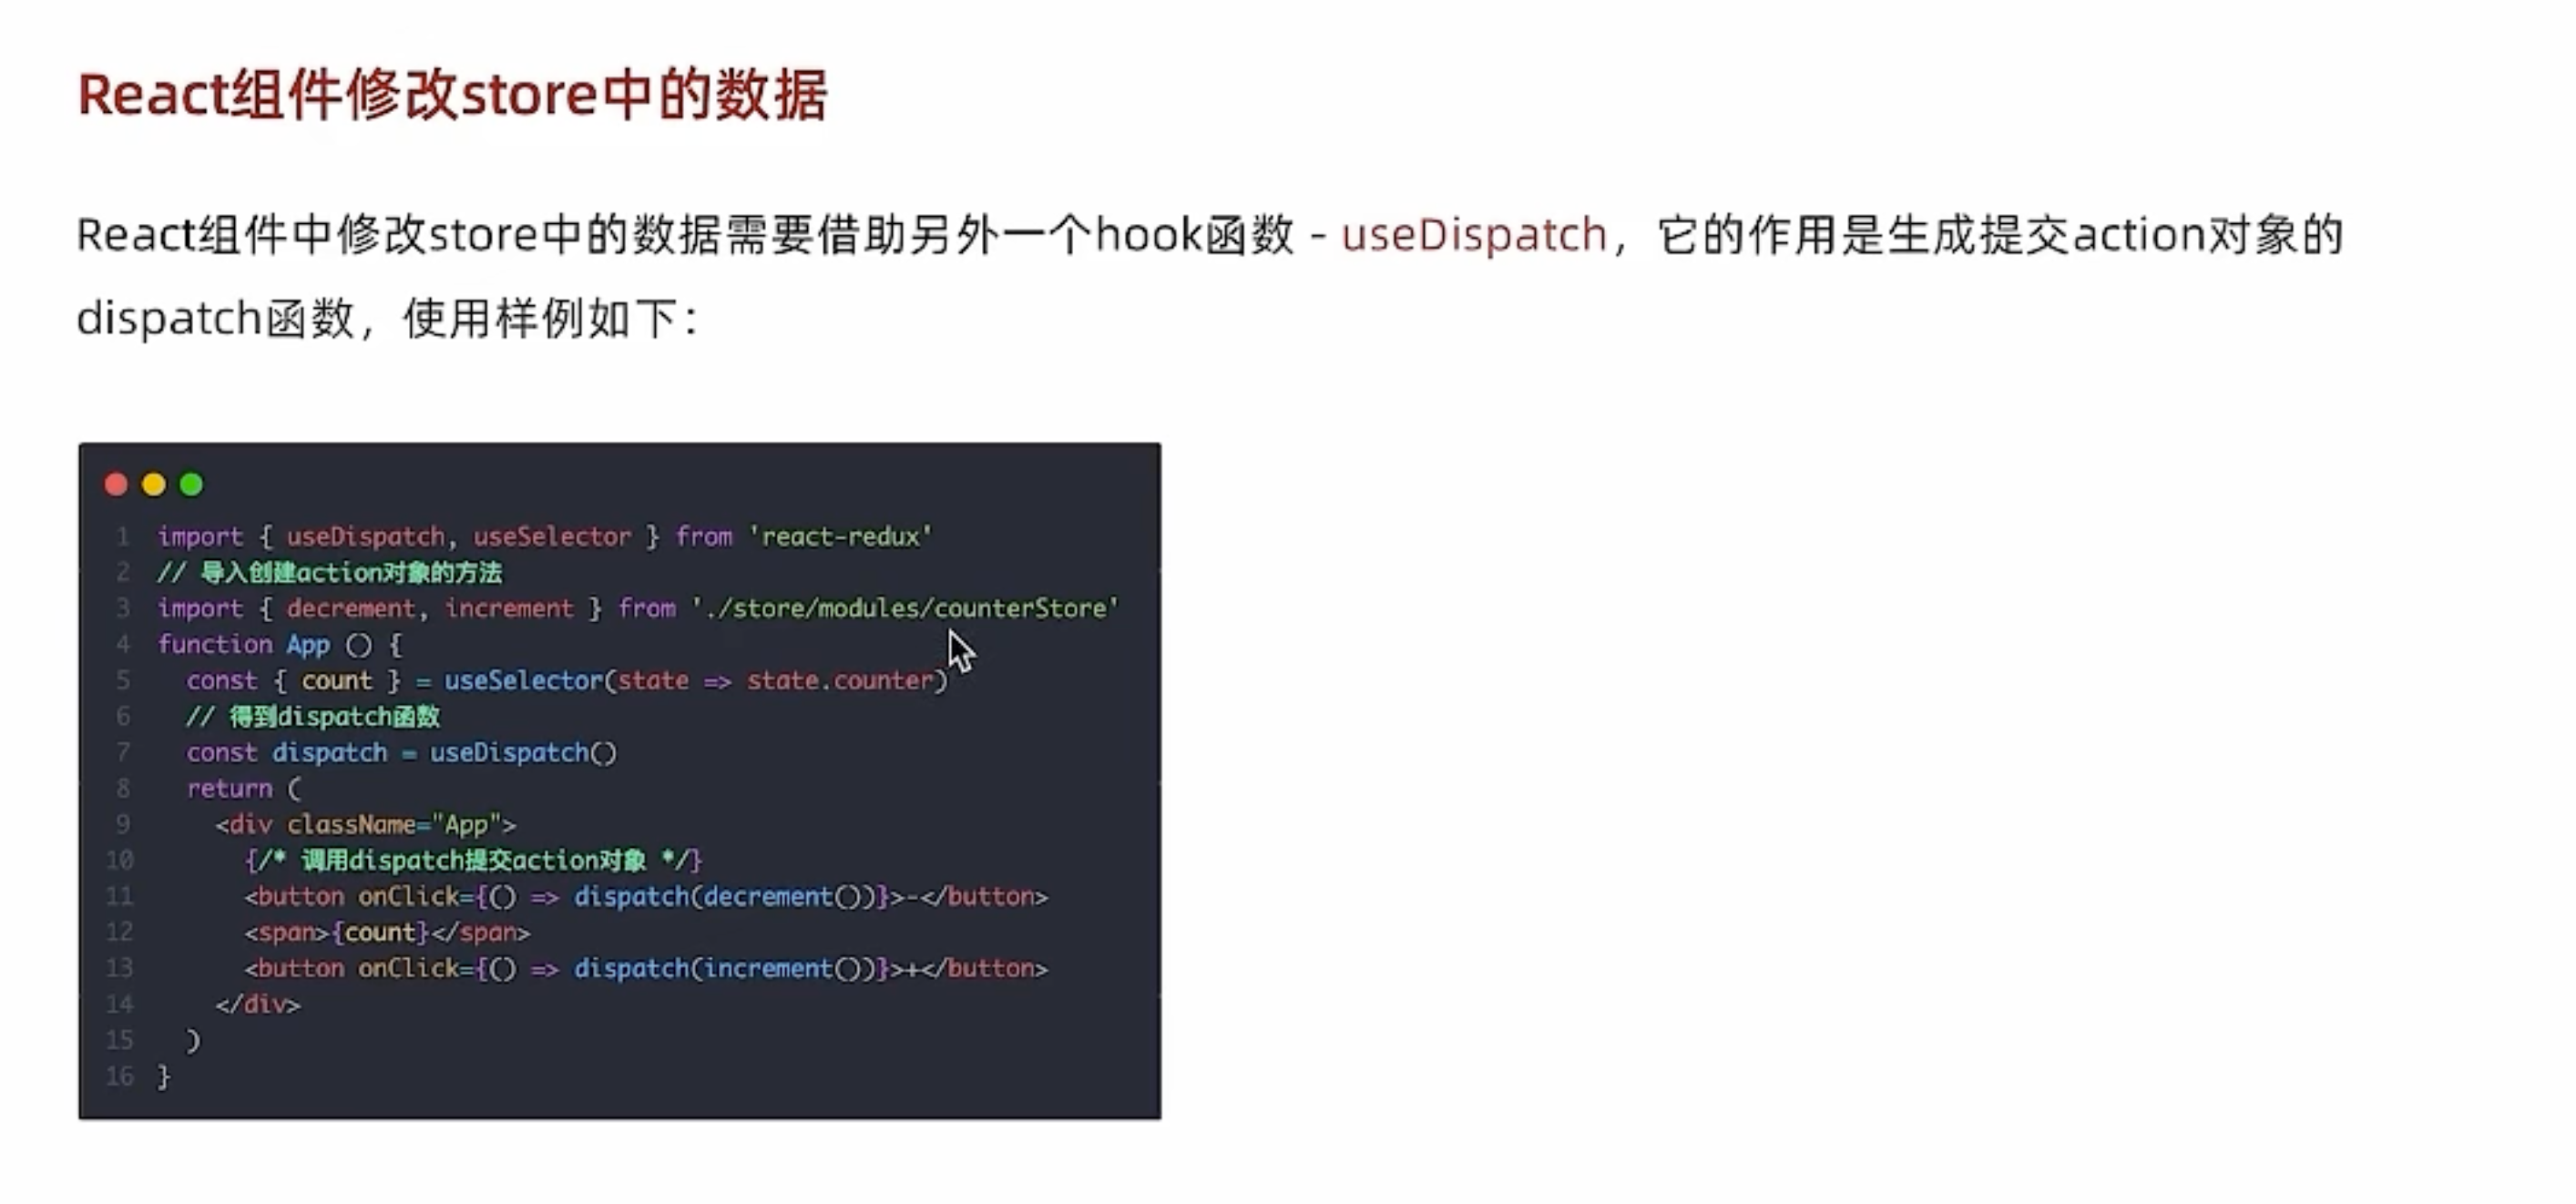 React组件修改store中的数据
React组件中修改store中的数据需要借助另外一个hook函数 - useDispatch，它的作用是生成提交action对象的
dispatch函数，使用样例如下：
1 import { useDispatch, useSelector } from 'react-redux'
2 // 导入创建action对象的方法
3 import { decrement, increment } from './store/modules/counterStore'
4 function App () {
5   const { count } = useSelector(state => state.counter)
6   // 得到dispatch函数
7   const dispatch = useDispatch()
8   return (
9     <div className="App">
10       {/* 调用dispatch提交action对象 */}
11       <button onClick={() => dispatch(decrement())}>-</button>
12       <span>{count}</span>
13       <button onClick={() => dispatch(increment())}>+</button>
14     </div>
15   )
16 }